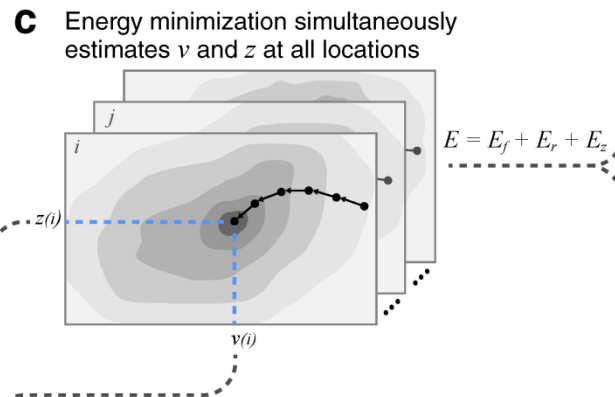 C Energy minimization simultaneously
estimates v and z at all locations
j
i
E = E_f + E_r + E_z
z(i)
v(i)